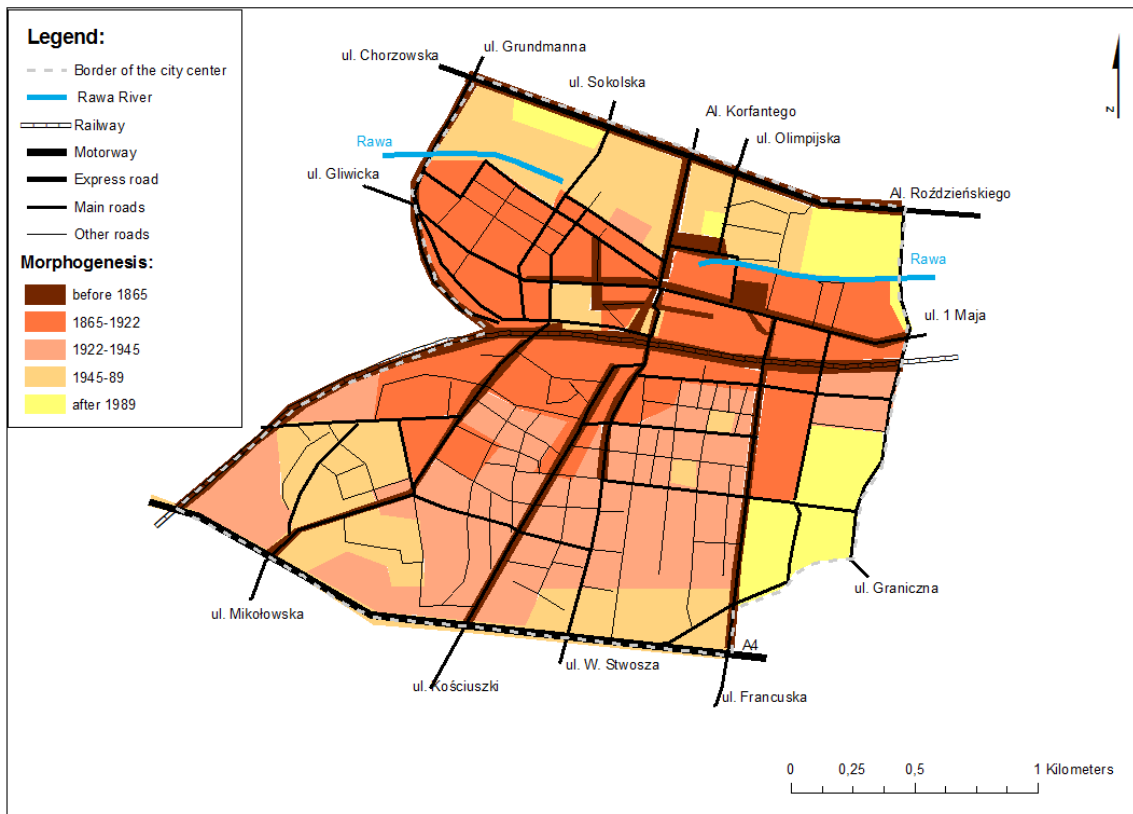 Legend:
Border of the city center
Rawa River
Railway
Motorway
Express road
Main roads
Other roads
Morphogenesis:
before 1865
1865-1922
1922-1945
1945-89
after 1989
ul. Grundmanna
ul. Chorzowska
ul. Sokolska
Al. Korfantego
ul. Olimpijska
Rawa
ul. Gliwicka
Al. Roździeńskiego
Rawa
ul. 1 Maja
ul. Graniczna
ul. Mikołowska
A4
ul. W. Stwosza
ul. Kościuszki
ul. Francuska
N
0 0,25 0,5 1 Kilometers